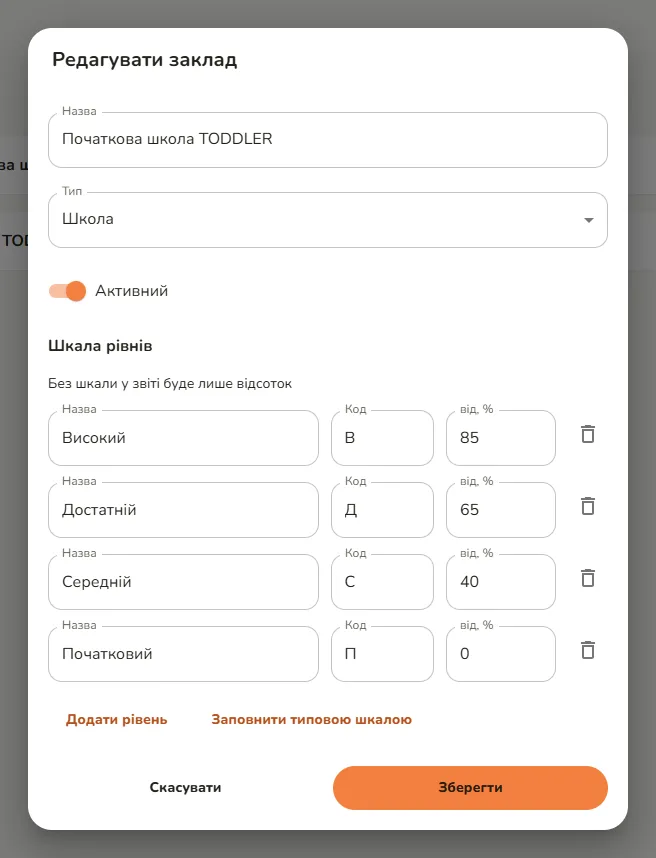 Редагувати заклад
Назва
Початкова школа TODDLER
ва ш
Тип
Школа
TOD
Активний
Шкала рівнів
Без шкали у звіті буде лише відсоток
Назва Код від, %
Високий В 85
Назва Код від, %
Достатній Д 65
Назва Код від, %
Середній С 40
Назва Код від, %
Початковий П 0
Додати рівень Заповнити типовою шкалою
Скасувати Зберегти